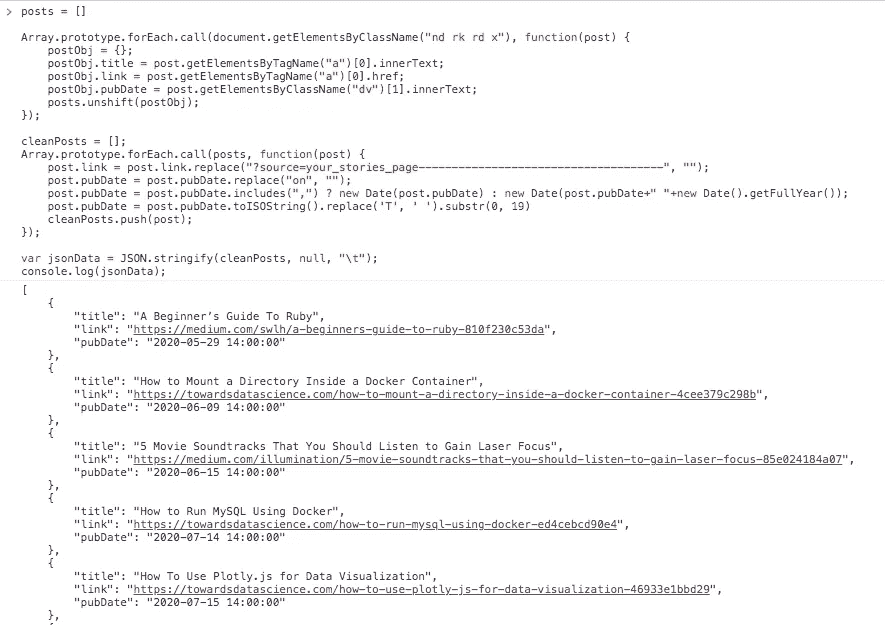 > posts = []
Array.prototype.forEach.call(document.getElementsByClassName("nd rk rd x"), function(post) {
postObj = {};
postObj.title = post.getElementsByTagName("a")[0].innerText;
postObj.link = post.getElementsByTagName("a")[0].href;
postObj.pubDate = post.getElementsByClassName("dv")[1].innerText;
posts.unshift(postObj);
});
cleanPosts = [];
Array.prototype.forEach.call(posts, function(post) {
post.link = post.link.replace("?source=your_stories_page-------------------------------------", "");
post.pubDate = post.pubDate.replace("on", "");
post.pubDate = post.pubDate.includes(",") ? new Date(post.pubDate) : new Date(post.pubDate+" "+new Date().getFullYear());
post.pubDate = post.pubDate.toISOString().replace('T', ' ').substr(0, 19)
cleanPosts.push(post);
});
var jsonData = JSON.stringify(cleanPosts, null, "\t");
console.log(jsonData);
[
{
"title": "A Beginner’s Guide To Ruby",
"link": "https://medium.com/swlh/a-beginners-guide-to-ruby-810f230c53da",
"pubDate": "2020-05-29 14:00:00"
},
{
"title": "How to Mount a Directory Inside a Docker Container",
"link": "https://towardsdatascience.com/how-to-mount-a-directory-inside-a-docker-container-4cee379c298b",
"pubDate": "2020-06-09 14:00:00"
},
{
"title": "5 Movie Soundtracks That You Should Listen to Gain Laser Focus",
"link": "https://medium.com/illumination/5-movie-soundtracks-that-you-should-listen-to-gain-laser-focus-85e024184a07",
"pubDate": "2020-06-15 14:00:00"
},
{
"title": "How to Run MySQL Using Docker",
"link": "https://towardsdatascience.com/how-to-run-mysql-using-docker-ed4cebcd90e4",
"pubDate": "2020-07-14 14:00:00"
},
{
"title": "How To Use Plotly.js for Data Visualization",
"link": "https://towardsdatascience.com/how-to-use-plotly-js-for-data-visualization-46933e1bbd29",
"pubDate": "2020-07-15 14:00:00"
},
{